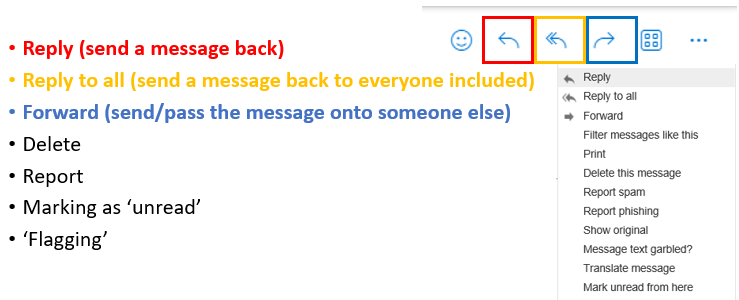 • Reply (send a message back)
• Reply to all (send a message back to everyone included)
• Forward (send/pass the message onto someone else)
• Delete
• Report
• Marking as ‘unread’
• ‘Flagging’
Reply
Reply to all
Forward
Filter messages like this
Print
Delete this message
Report spam
Report phishing
Show original
Message text garbled?
Translate message
Mark unread from here